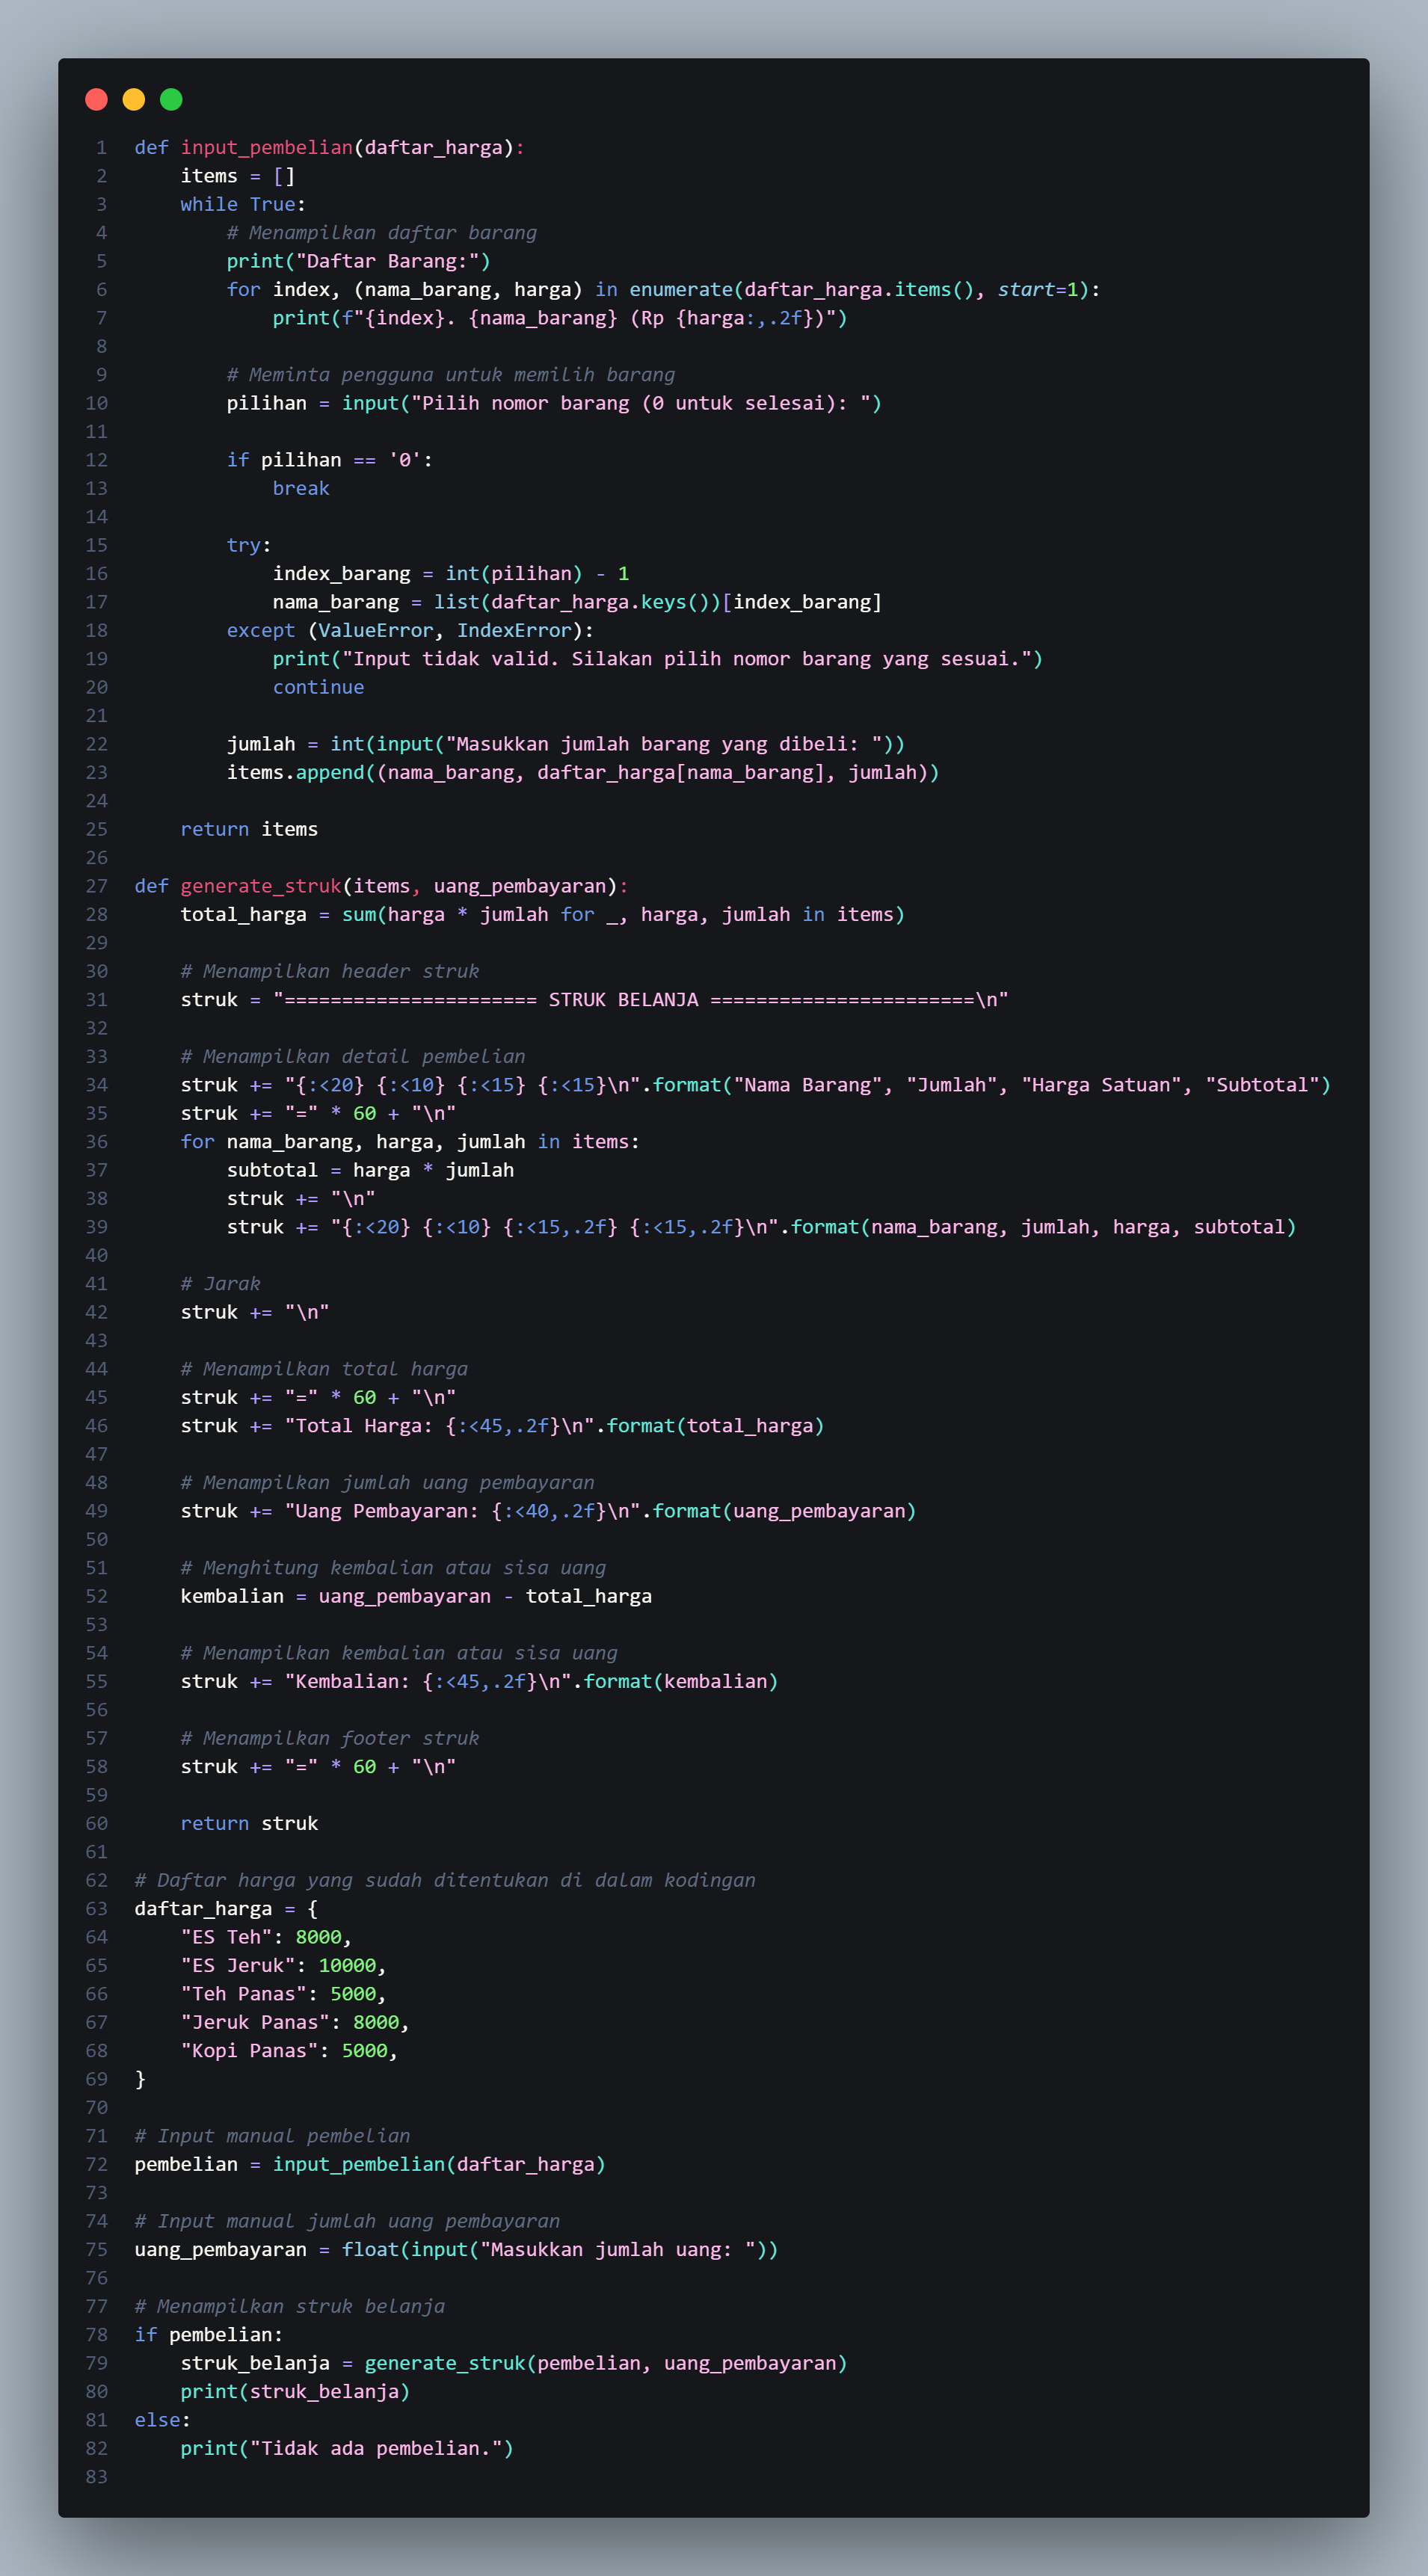 1 def input_pembelian(daftar_harga):
2     items = []
3     while True:
4         # Menampilkan daftar barang
5         print("Daftar Barang:")
6         for index, (nama_barang, harga) in enumerate(daftar_harga.items(), start=1):
7             print(f"{index}. {nama_barang} (Rp {harga:,.2f})")
8
9         # Meminta pengguna untuk memilih barang
10         pilihan = input("Pilih nomor barang (0 untuk selesai): ")
11
12         if pilihan == '0':
13             break
14
15         try:
16             index_barang = int(pilihan) - 1
17             nama_barang = list(daftar_harga.keys())[index_barang]
18         except (ValueError, IndexError):
19             print("Input tidak valid. Silakan pilih nomor barang yang sesuai.")
20             continue
21
22         jumlah = int(input("Masukkan jumlah barang yang dibeli: "))
23         items.append((nama_barang, daftar_harga[nama_barang], jumlah))
24
25     return items
26
27 def generate_struk(items, uang_pembayaran):
28     total_harga = sum(harga * jumlah for _, harga, jumlah in items)
29
30     # Menampilkan header struk
31     struk = "====================== STRUK BELANJA =======================\n"
32
33     # Menampilkan detail pembelian
34     struk += "{:<20} {:<10} {:<15} {:<15}\n".format("Nama Barang", "Jumlah", "Harga Satuan", "Subtotal")
35     struk += "=" * 60 + "\n"
36     for nama_barang, harga, jumlah in items:
37         subtotal = harga * jumlah
38         struk += "\n"
39         struk += "{:<20} {:<10} {:<15,.2f} {:<15,.2f}\n".format(nama_barang, jumlah, harga, subtotal)
40
41     # Jarak
42     struk += "\n"
43
44     # Menampilkan total harga
45     struk += "=" * 60 + "\n"
46     struk += "Total Harga: {:<45,.2f}\n".format(total_harga)
47
48     # Menampilkan jumlah uang pembayaran
49     struk += "Uang Pembayaran: {:<40,.2f}\n".format(uang_pembayaran)
50
51     # Menghitung kembalian atau sisa uang
52     kembalian = uang_pembayaran - total_harga
53
54     # Menampilkan kembalian atau sisa uang
55     struk += "Kembalian: {:<45,.2f}\n".format(kembalian)
56
57     # Menampilkan footer struk
58     struk += "=" * 60 + "\n"
59
60     return struk
61
62 # Daftar harga yang sudah ditentukan di dalam kodingan
63 daftar_harga = {
64     "ES Teh": 8000,
65     "ES Jeruk": 10000,
66     "Teh Panas": 5000,
67     "Jeruk Panas": 8000,
68     "Kopi Panas": 5000,
69 }
70
71 # Input manual pembelian
72 pembelian = input_pembelian(daftar_harga)
73
74 # Input manual jumlah uang pembayaran
75 uang_pembayaran = float(input("Masukkan jumlah uang: "))
76
77 # Menampilkan struk belanja
78 if pembelian:
79     struk_belanja = generate_struk(pembelian, uang_pembayaran)
80     print(struk_belanja)
81 else:
82     print("Tidak ada pembelian.")
83